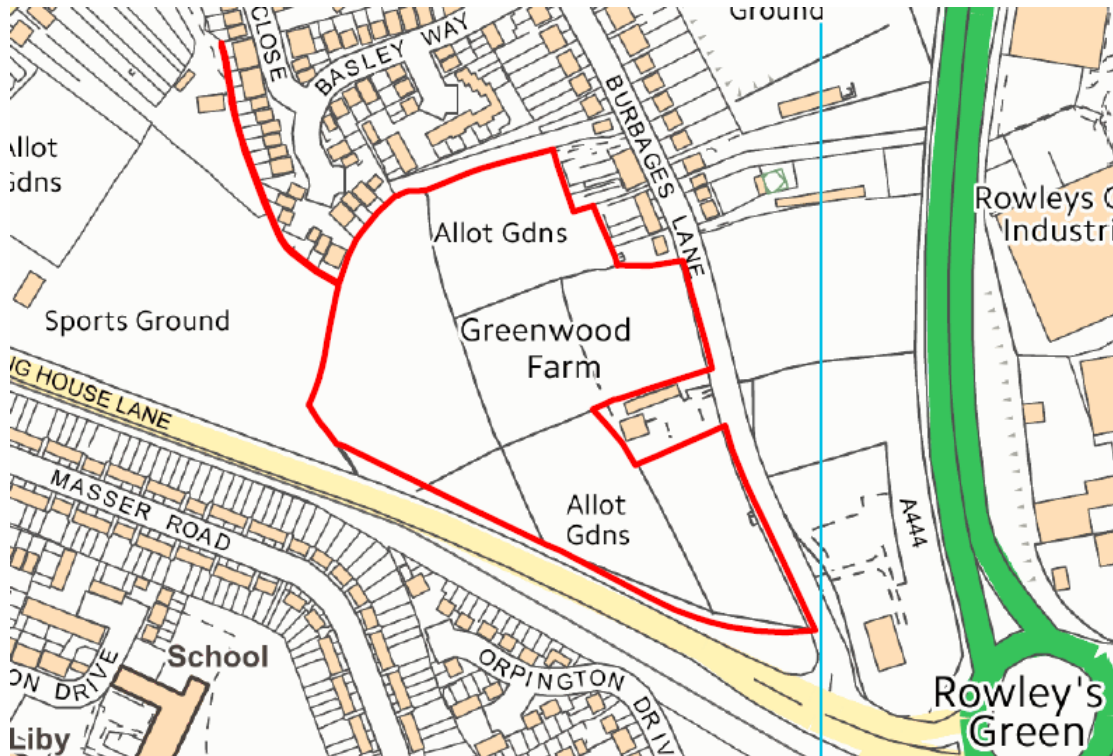 Ground
CLOSE
BASLEY WAY
BURBAGES LANE
Allot
Gdns
Allot Gdns
Rowleys G
Industri
Sports Ground
Greenwood
Farm
NG HOUSE LANE
MASSER ROAD
Allot
Gdns
A444
School
ON DRIVE
ORPINGTON DRIV
Rowley's
Green
Liby